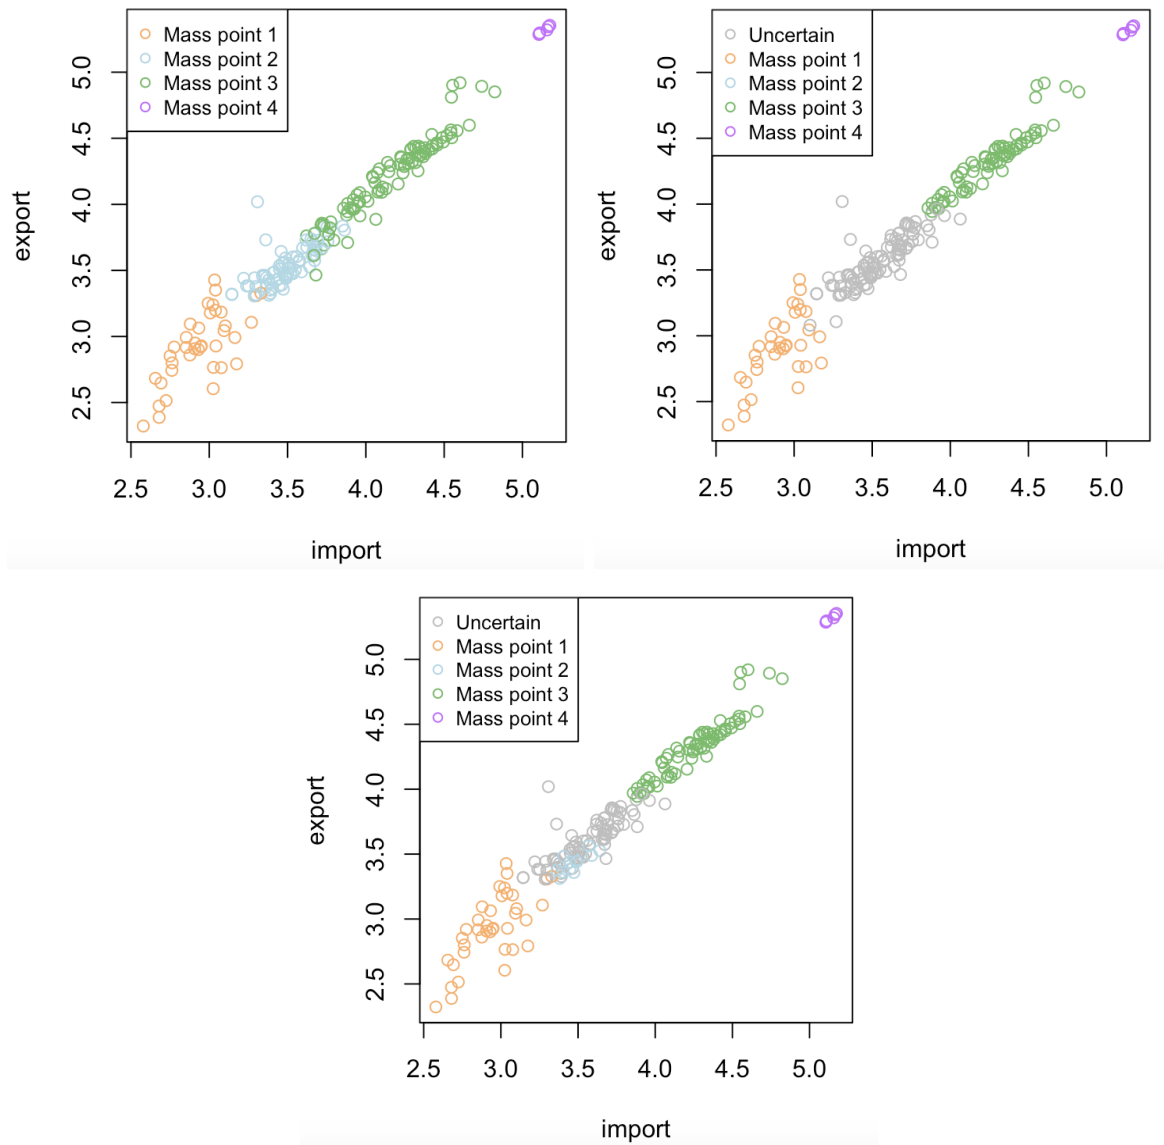 Mass point 1
Mass point 2
Mass point 3
Mass point 4
export
5.0
4.5
4.0
3.5
3.0
2.5
2.5 3.0 3.5 4.0 4.5 5.0
import
Uncertain
Mass point 1
Mass point 2
Mass point 3
Mass point 4
export
5.0
4.5
4.0
3.5
3.0
2.5
2.5 3.0 3.5 4.0 4.5 5.0
import
Uncertain
Mass point 1
Mass point 2
Mass point 3
Mass point 4
export
5.0
4.5
4.0
3.5
3.0
2.5
2.5 3.0 3.5 4.0 4.5 5.0
import